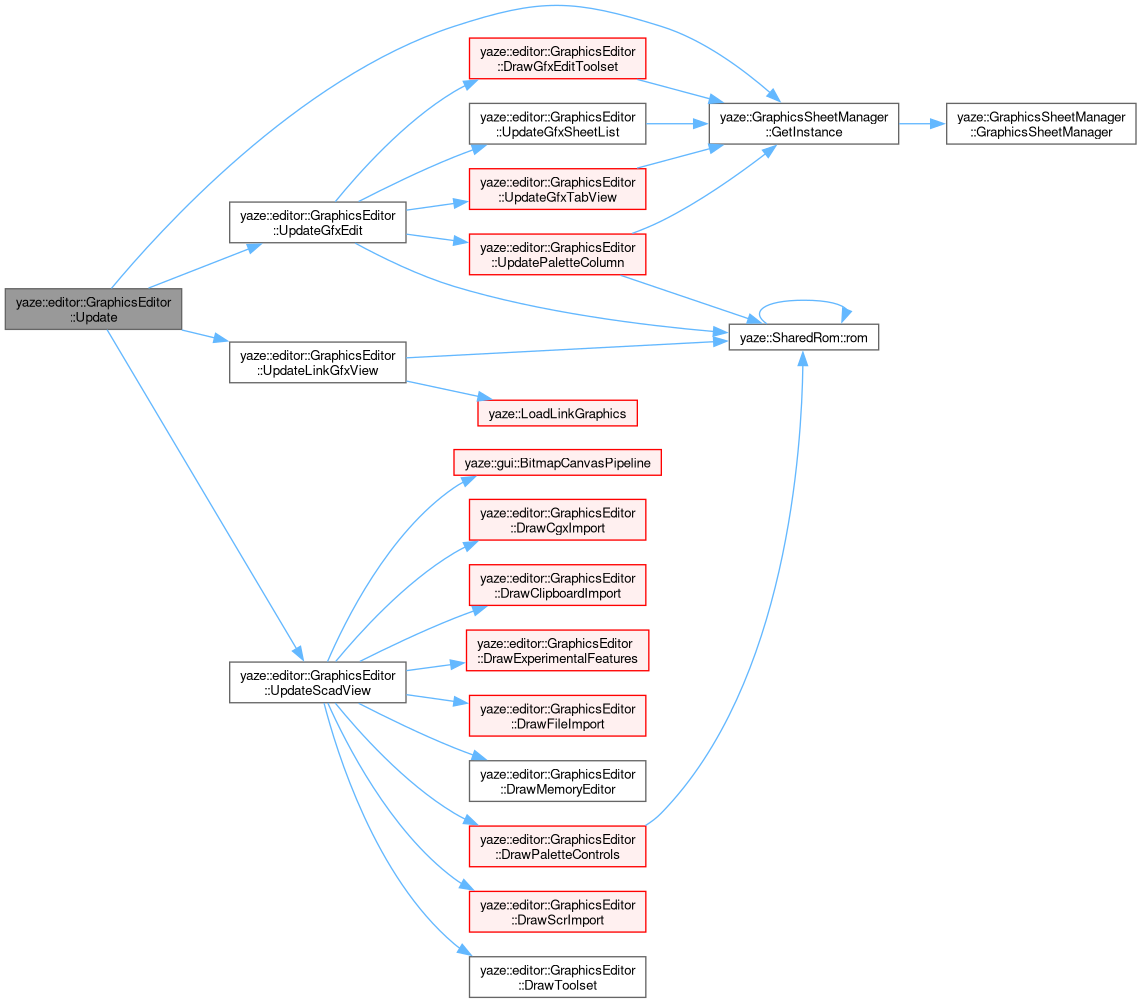 yaze::editor::GraphicsEditor
::Update
yaze::editor::GraphicsEditor
::UpdateGfxEdit
yaze::editor::GraphicsEditor
::UpdateLinkGfxView
yaze::editor::GraphicsEditor
::UpdateScadView
yaze::editor::GraphicsEditor
::DrawGfxEditToolset
yaze::editor::GraphicsEditor
::UpdateGfxSheetList
yaze::editor::GraphicsEditor
::UpdateGfxTabView
yaze::editor::GraphicsEditor
::UpdatePaletteColumn
yaze::LoadLinkGraphics
yaze::gui::BitmapCanvasPipeline
yaze::editor::GraphicsEditor
::DrawCgxImport
yaze::editor::GraphicsEditor
::DrawClipboardImport
yaze::editor::GraphicsEditor
::DrawExperimentalFeatures
yaze::editor::GraphicsEditor
::DrawFileImport
yaze::editor::GraphicsEditor
::DrawMemoryEditor
yaze::editor::GraphicsEditor
::DrawPaletteControls
yaze::editor::GraphicsEditor
::DrawScrImport
yaze::editor::GraphicsEditor
::DrawToolset
yaze::GraphicsSheetManager
::GetInstance
yaze::SharedRom::rom
yaze::GraphicsSheetManager
::GraphicsSheetManager